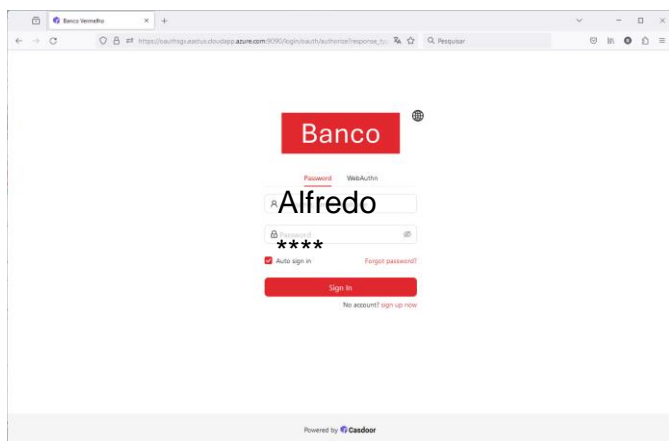 Banco Vermelho
https://oauthsgx.eastus.cloudapp.azure.com:9090/login/oauth/authorize?response_ty
Pesquisar
Banco
Password WebAuthn
Alfredo
Password
****
Auto sign in Forgot password?
Sign In
No account? sign up now
Powered by Casdoor